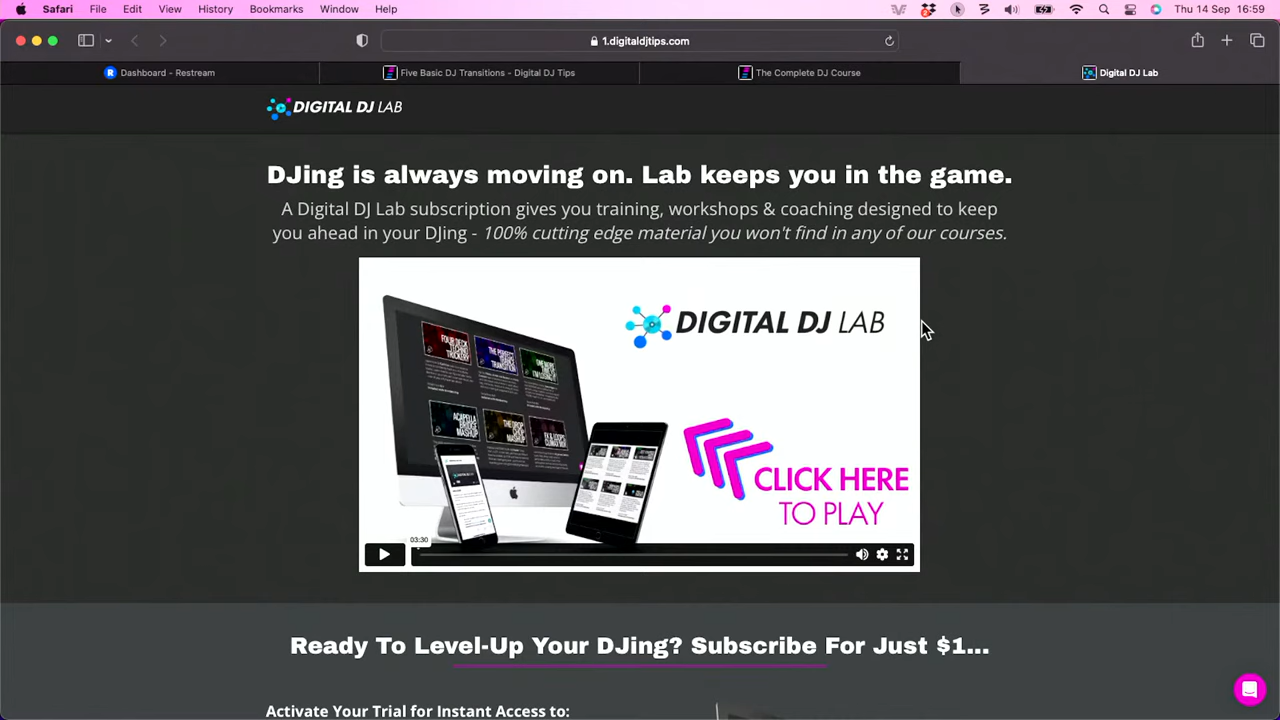 Safari File Edit View History Bookmarks Window Help Thu 14 Sep 16:59
1.digitaldjtips.com
Dashboard - Restream Five Basic DJ Transitions - Digital DJ Tips The Complete DJ Course Digital DJ Lab
DIGITAL DJ LAB
DJing is always moving on. Lab keeps you in the game.
A Digital DJ Lab subscription gives you training, workshops & coaching designed to keep
you ahead in your DJing - 100% cutting edge material you won't find in any of our courses.
DIGITAL DJ LAB
CLICK HERE
TO PLAY
03:30
Ready To Level-Up Your DJing? Subscribe For Just $1...
Activate Your Trial for Instant Access to: